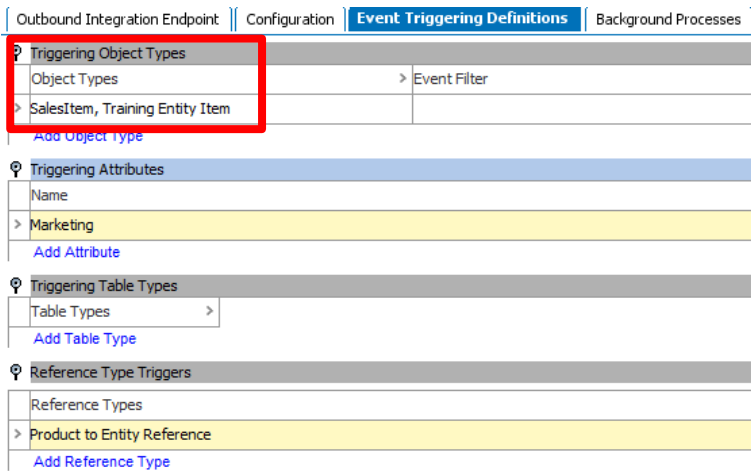 Outbound Integration Endpoint Configuration Event Triggering Definitions Background Processes
Triggering Object Types
Object Types > Event Filter
> SalesItem, Training Entity Item
Add Object Type
Triggering Attributes
Name
> Marketing
Add Attribute
Triggering Table Types
Table Types >
Add Table Type
Reference Type Triggers
Reference Types
> Product to Entity Reference
Add Reference Type